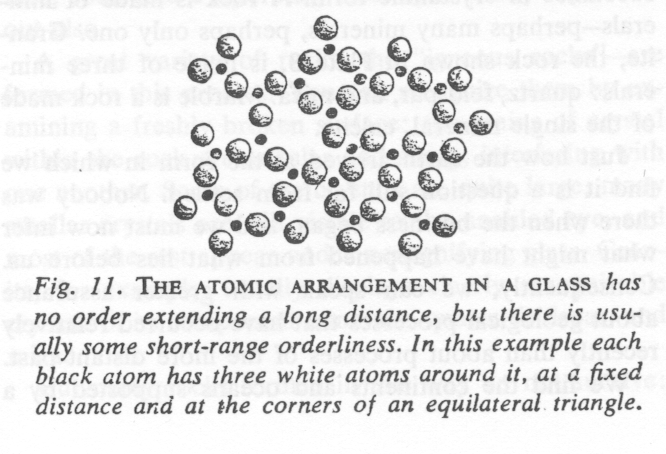 Fig. 11. THE ATOMIC ARRANGEMENT IN A GLASS has
no order extending a long distance, but there is usu-
ally some short-range orderliness. In this example each
black atom has three white atoms around it, at a fixed
distance and at the corners of an equilateral triangle.